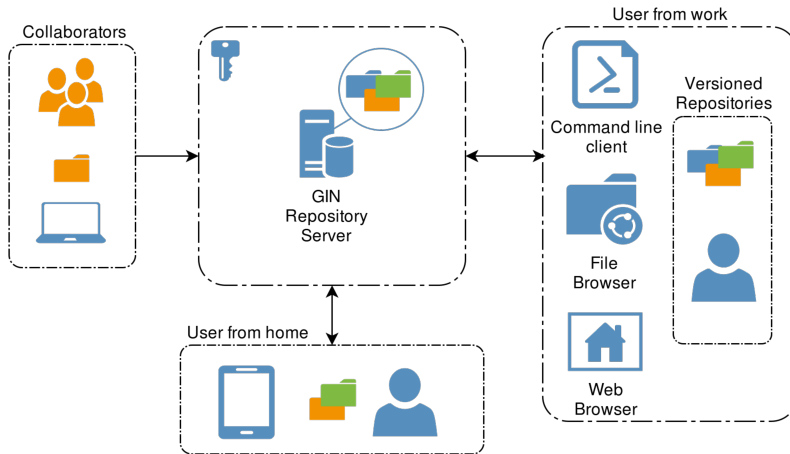 Collaborators
GIN
Repository
Server
User from home
User from work
Command line
client
File
Browser
Web
Browser
Versioned
Repositories